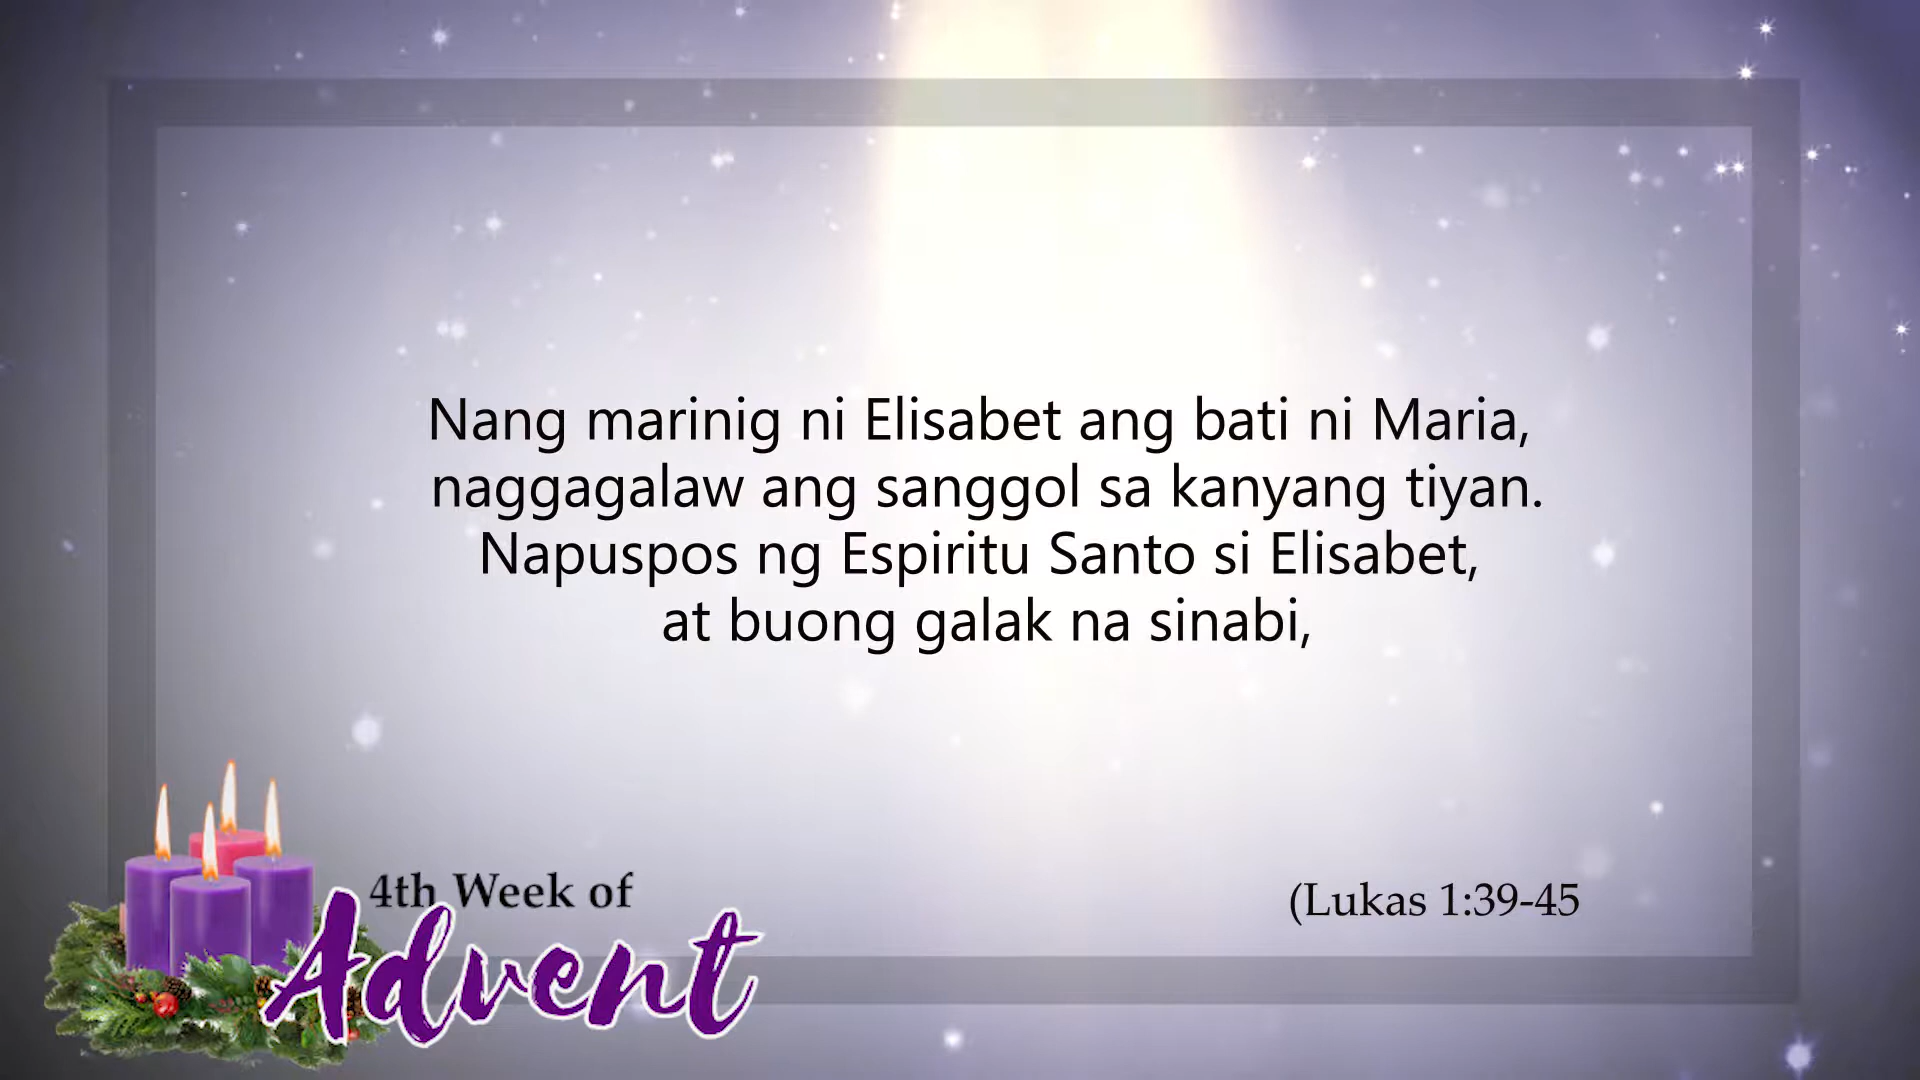 Nang marinig ni Elisabet ang bati ni Maria,
naggagalaw ang sanggol sa kanyang tiyan.
Napuspos ng Espiritu Santo si Elisabet,
at buong galak na sinabi,
4th Week of
Advent
(Lukas 1:39-45